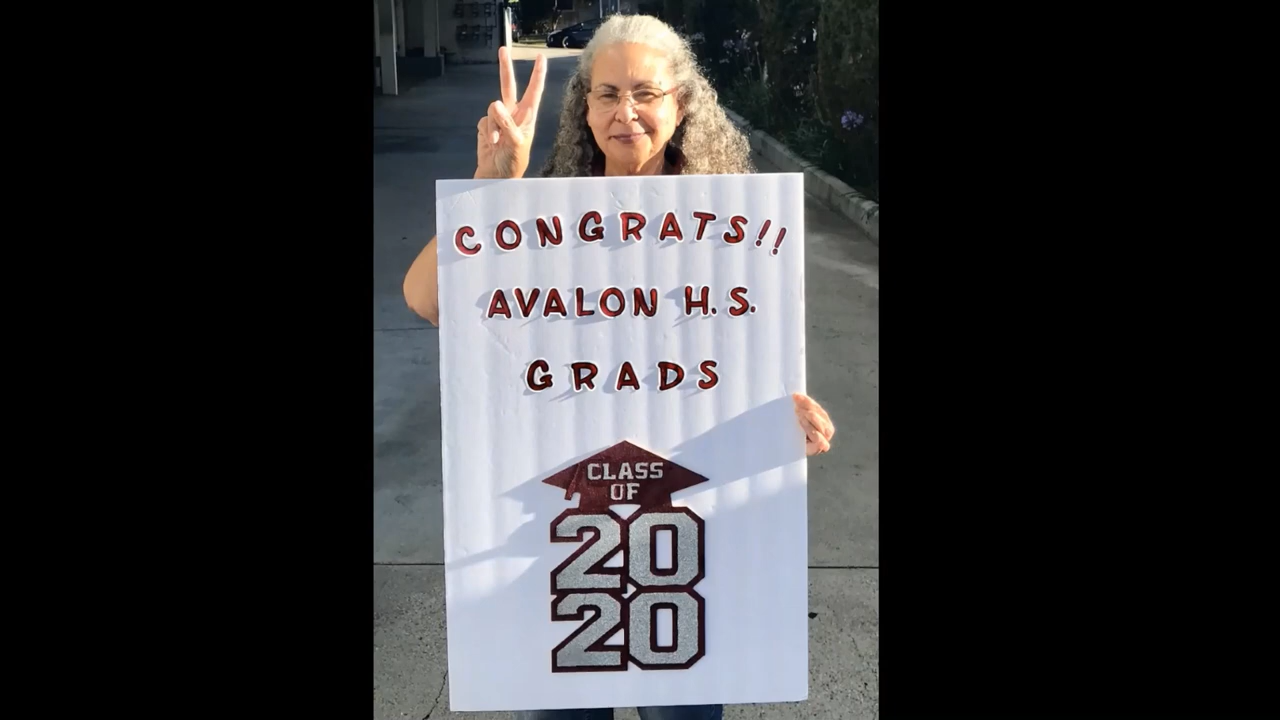 CONGRATS!!
AVALON H.S.
GRADS
CLASS
OF
20
20